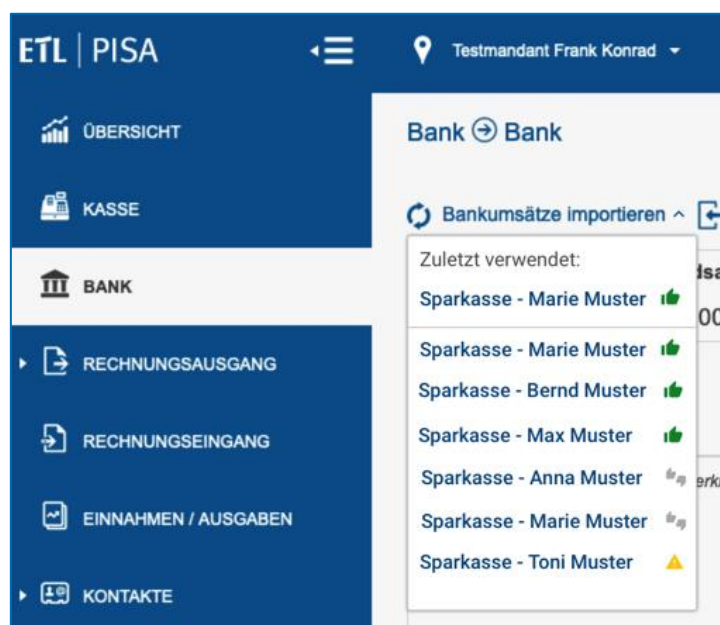 ETL | PISA
Testmandant Frank Konrad
ÜBERSICHT
KASSE
BANK
RECHNUNGSAUSGANG
RECHNUNGSEINGANG
EINNAHMEN / AUSGABEN
KONTAKTE
Bank Bank
Bankumsätze importieren
Zuletzt verwendet:
Sparkasse - Marie Muster
Sparkasse - Marie Muster
Sparkasse - Bernd Muster
Sparkasse - Max Muster
Sparkasse - Anna Muster
Sparkasse - Marie Muster
Sparkasse - Toni Muster